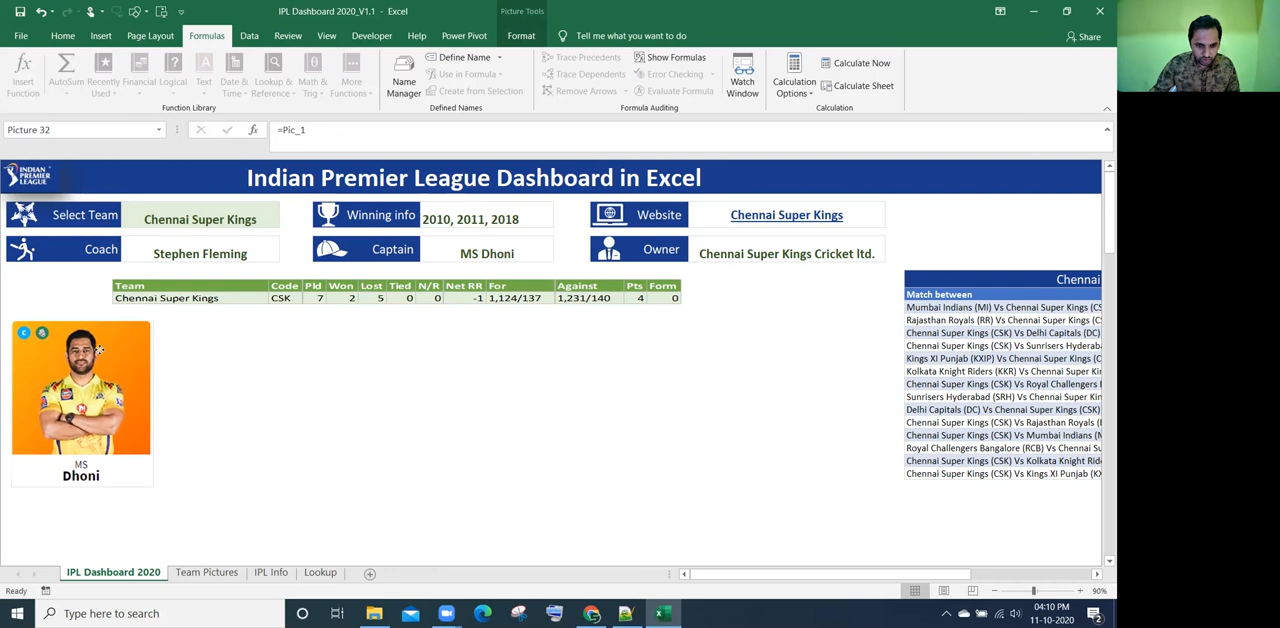 IPL Dashboard 2020_V1.1 - Excel
Picture Tools
File Home Insert Page Layout Formulas Data Review View Developer Help Power Pivot Format Tell me what you want to do Share
Insert Function
AutoSum
Recently Used
Financial
Logical
Text
Date & Time
Lookup & Reference
Math & Trig
More Functions
Function Library
Name Manager
Define Name
Use in Formula
Create from Selection
Defined Names
Trace Precedents
Trace Dependents
Remove Arrows
Show Formulas
Error Checking
Evaluate Formula
Formula Auditing
Watch Window
Calculation Options
Calculate Now
Calculate Sheet
Calculation
Picture 32
fx
=Pic_1
INDIAN PREMIER LEAGUE
Indian Premier League Dashboard in Excel
Select Team Chennai Super Kings Winning info 2010, 2011, 2018 Website Chennai Super Kings
Coach Stephen Fleming Captain MS Dhoni Owner Chennai Super Kings Cricket ltd.
Team Code Pld Won Lost Tied N/R Net RR For Against Pts Form
Chennai Super Kings CSK 7 2 5 0 0 -1 1,124/137 1,231/140 4 0
Chennai
Match between
Mumbai Indians (MI) Vs Chennai Super Kings (CS
Rajasthan Royals (RR) Vs Chennai Super Kings (C
Chennai Super Kings (CSK) Vs Delhi Capitals (DC)
Chennai Super Kings (CSK) Vs Sunrisers Hyderab
Kings XI Punjab (KXIP) Vs Chennai Super Kings (C
Kolkata Knight Riders (KKR) Vs Chennai Super Kin
Chennai Super Kings (CSK) Vs Royal Challengers
Sunrisers Hyderabad (SRH) Vs Chennai Super Kin
Delhi Capitals (DC) Vs Chennai Super Kings (CSK)
Chennai Super Kings (CSK) Vs Rajasthan Royals (
Chennai Super Kings (CSK) Vs Mumbai Indians (M
Royal Challengers Bangalore (RCB) Vs Chennai Su
Chennai Super Kings (CSK) Vs Kolkata Knight Ride
Chennai Super Kings (CSK) Vs Kings XI Punjab (KX
MS
Dhoni
IPL Dashboard 2020 Team Pictures IPL Info Lookup
Ready
90%
Type here to search
04:10 PM
11-10-2020
2